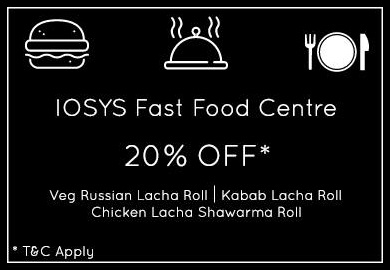 IOSYS Fast Food Centre
20% OFF*
Veg Russian Lacha Roll | Kabab Lacha Roll
Chicken Lacha Shawarma Roll
* T&C Apply